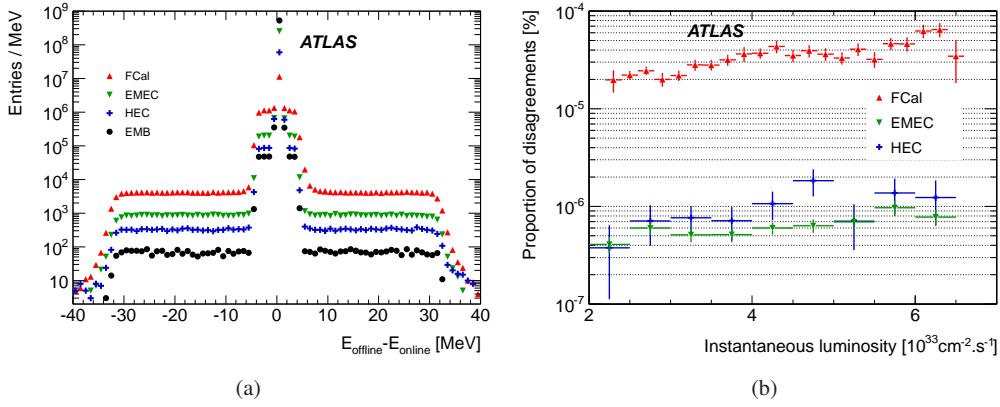 Entries / MeV
10⁹
10⁸
10⁷
10⁶
10⁵
10⁴
10³
10²
10
ATLAS
FCal
EMEC
HEC
EMB
-40 -30 -20 -10 0 10 20 30 40
E_offline-E_online [MeV]
(a)
Proportion of disagreements [%]
10⁻⁴
10⁻⁵
10⁻⁶
10⁻⁷
ATLAS
FCal
EMEC
HEC
2 3 4 5 6
Instantaneous luminosity [10³³cm⁻².s⁻¹]
(b)